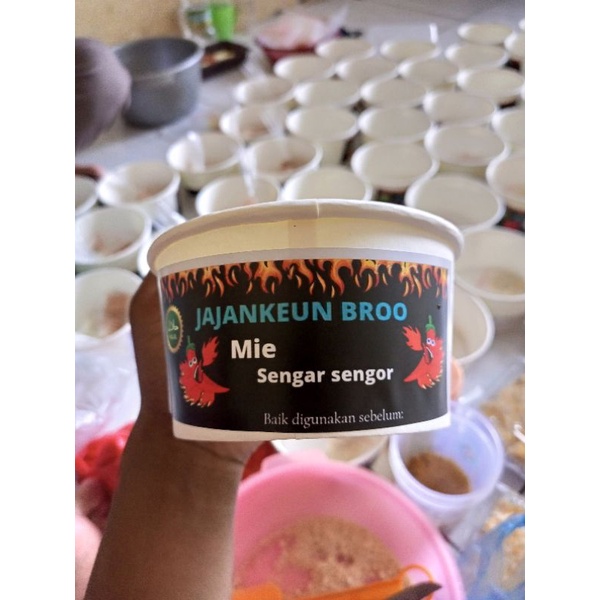 JAJANKEUN BROO
Mie
Sengar sengor
Baik digunakan sebelum: